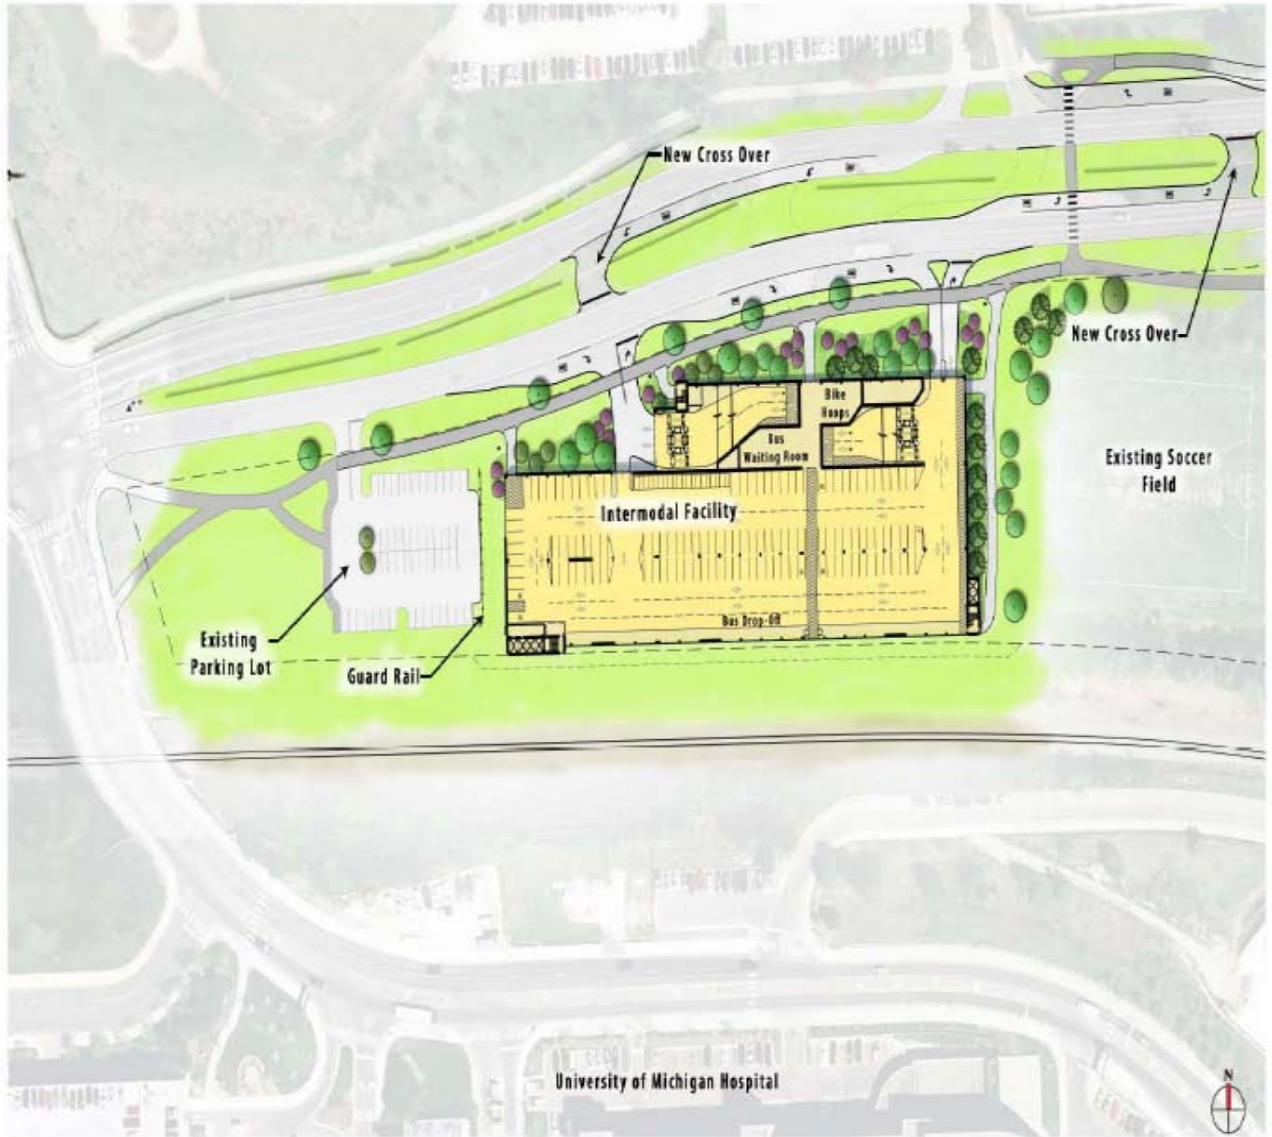 New Cross Over
New Cross Over
Bike
Hoops
Bus
Waiting Room
Existing Soccer
Field
Intermodal Facility
Bus Drop-Off
Existing
Parking Lot
Guard Rail
University of Michigan Hospital
N